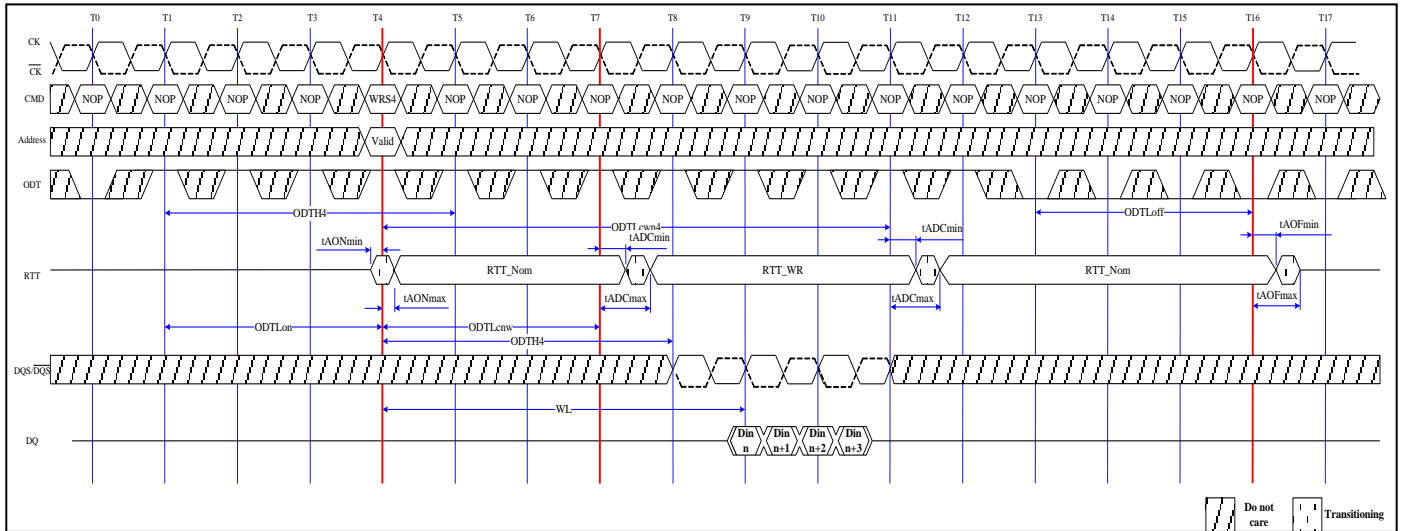 T0 T1 T2 T3 T4 T5 T6 T7 T8 T9 T10 T11 T12 T13 T14 T15 T16 T17
CK
CK
CMD NOP NOP NOP NOP WRS4 NOP NOP NOP NOP NOP NOP NOP NOP NOP NOP NOP NOP NOP
Address Valid
ODT
ODTH4 ODTLoff
ODTLcwn4
tAONmin tADCmin tADCmin tAOFmin
RTT RTT_Nom RTT_WR RTT_Nom
tAONmax tADCmax tADCmax tAOFmax
ODTLon ODTLcnw
ODTH4
DQS/DQS
WL
DQ Din n Din n+1 Din n+2 Din n+3
Do not care Transitioning